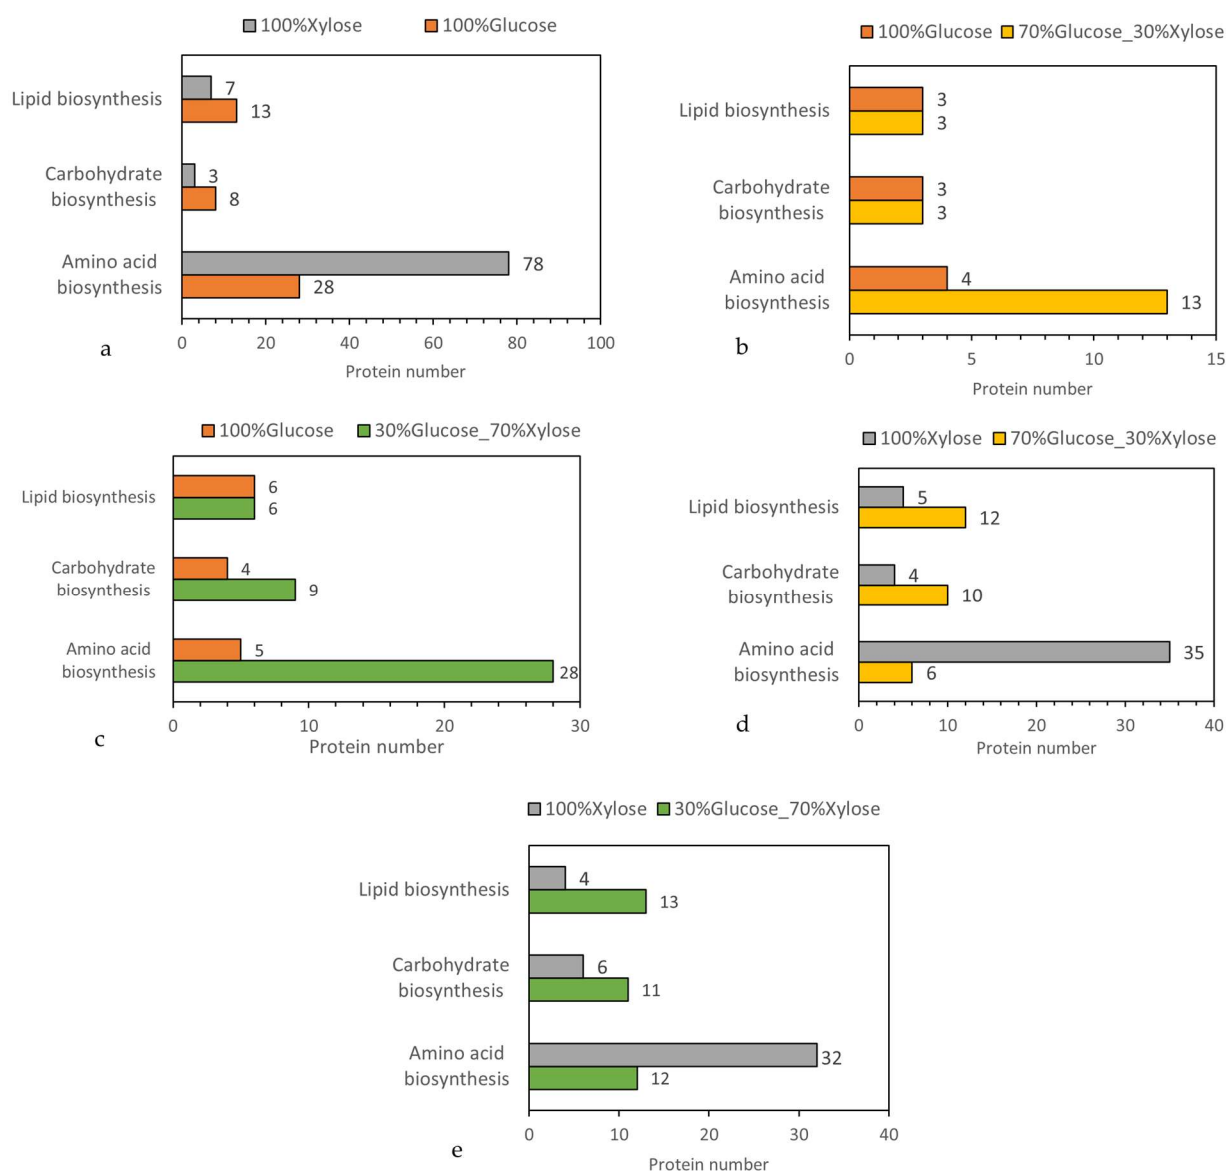 100%Xylose 100%Glucose
Lipid biosynthesis
7
13
Carbohydrate
biosynthesis
3
8
Amino acid
biosynthesis
78
28
0 20 40 60 80 100
Protein number
a
100%Glucose 70%Glucose_30%Xylose
Lipid biosynthesis
3
3
Carbohydrate
biosynthesis
3
3
Amino acid
biosynthesis
4
13
0 5 10 15
Protein number
b
100%Glucose 30%Glucose_70%Xylose
Lipid biosynthesis
6
6
Carbohydrate
biosynthesis
4
9
Amino acid
biosynthesis
5
28
0 10 20 30
Protein number
c
100%Xylose 70%Glucose_30%Xylose
Lipid biosynthesis
5
12
Carbohydrate
biosynthesis
4
10
Amino acid
biosynthesis
35
6
0 10 20 30 40
Protein number
d
100%Xylose 30%Glucose_70%Xylose
Lipid biosynthesis
4
13
Carbohydrate
biosynthesis
6
11
Amino acid
biosynthesis
32
12
0 10 20 30 40
Protein number
e